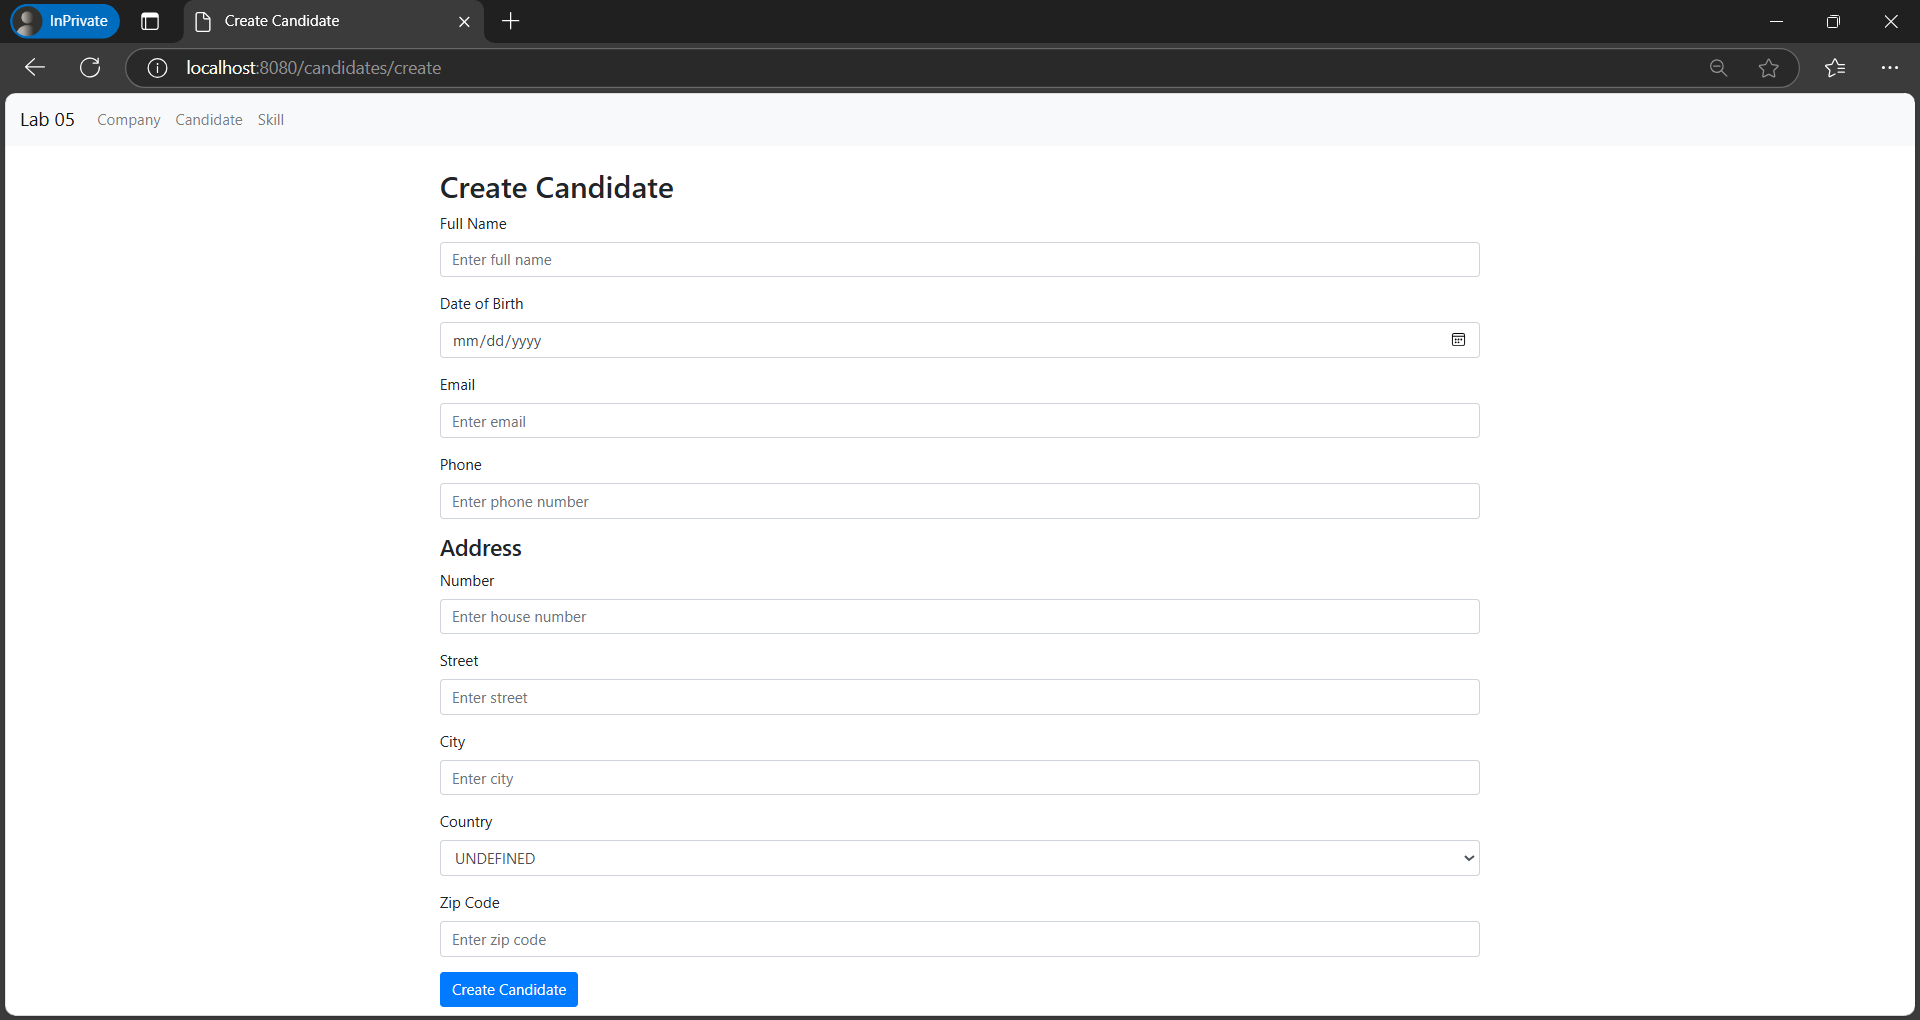 InPrivate
Create Candidate
localhost:8080/candidates/create
Lab 05 Company Candidate Skill
Create Candidate
Full Name
Enter full name
Date of Birth
mm/dd/yyyy
Email
Enter email
Phone
Enter phone number
Address
Number
Enter house number
Street
Enter street
City
Enter city
Country
UNDEFINED
Zip Code
Enter zip code
Create Candidate